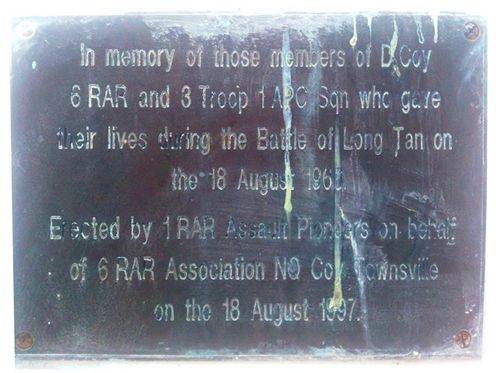 In memory of those members of D Coy
6 RAR and 3 Troop 1 APC Sqn who gave
their lives during the Battle of Long Tan on
the 18 August 1966.
Erected by 1 RAR Assault Pioneers on behalf
of 6 RAR Association NQ Coy Townsville
on the 18 August 1997.